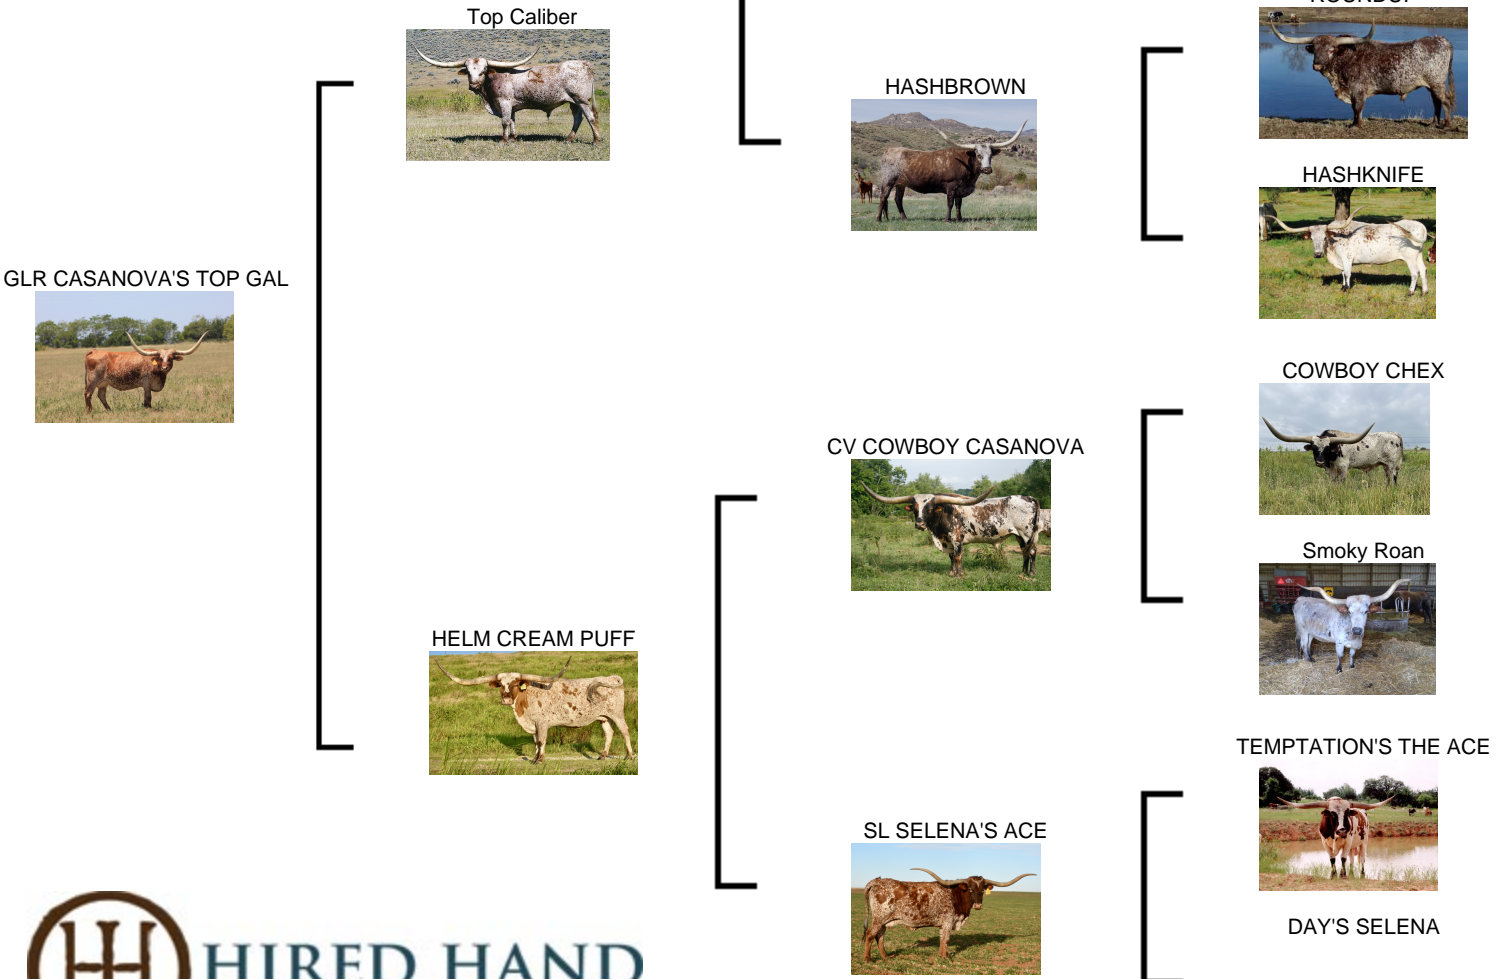 Top Caliber
HASHBROWN
HASHKNIFE
GLR CASANOVA'S TOP GAL
COWBOY CHEX
CV COWBOY CASANOVA
Smoky Roan
HELM CREAM PUFF
TEMPTATION'S THE ACE
SL SELENA'S ACE
DAY'S SELENA
HIRED HAND